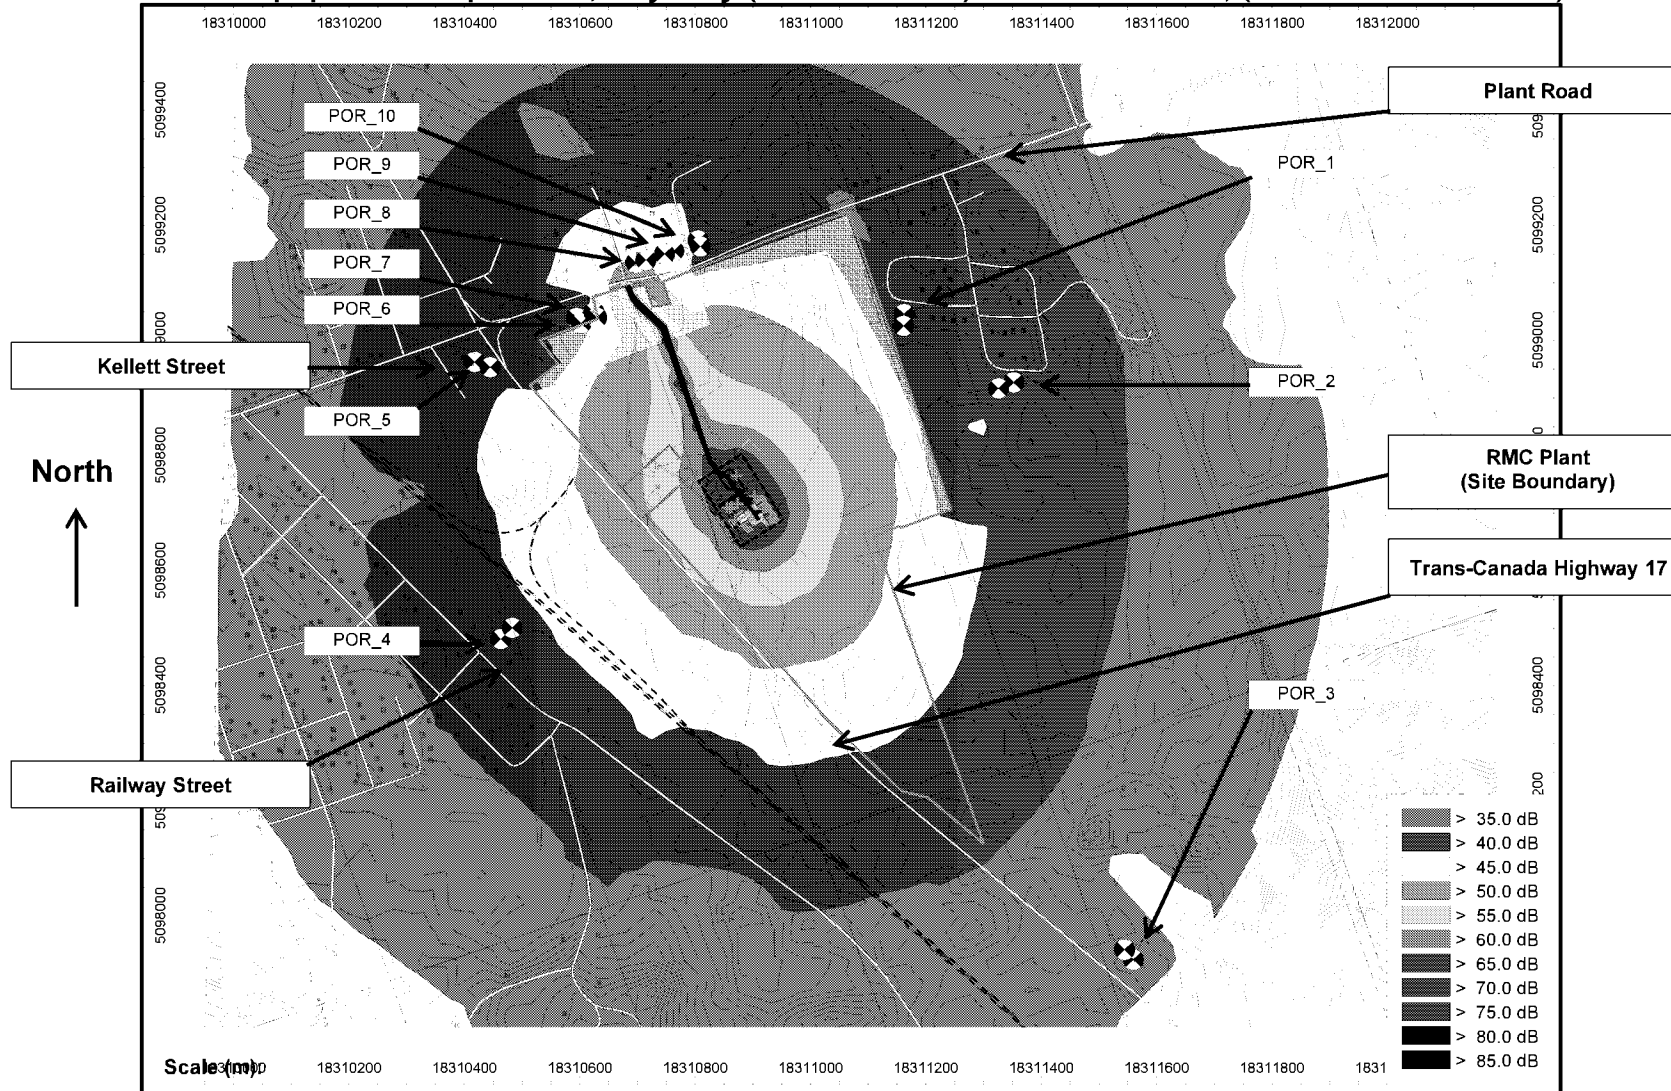 18310000 18310200 18310400 18310600 18310800 18311000 18311200 18311400 18311600 18311800 18312000
Plant Road
POR_10
POR_9
POR_8
POR_7
POR_6
Kellett Street
POR_5
North
POR_4
Railway Street
POR_1
POR_2
RMC Plant
(Site Boundary)
Trans-Canada Highway 17
POR_3
5099400
5099200
5098800
5098600
5098400
5098000
5099200
5099000
5098400
200
> 35.0 dB
> 40.0 dB
> 45.0 dB
> 50.0 dB
> 55.0 dB
> 60.0 dB
> 65.0 dB
> 70.0 dB
> 75.0 dB
> 80.0 dB
> 85.0 dB
Scale (m):
18310200 18310400 18310600 18310800 18311000 18311200 18311400 18311600 18311800 1831